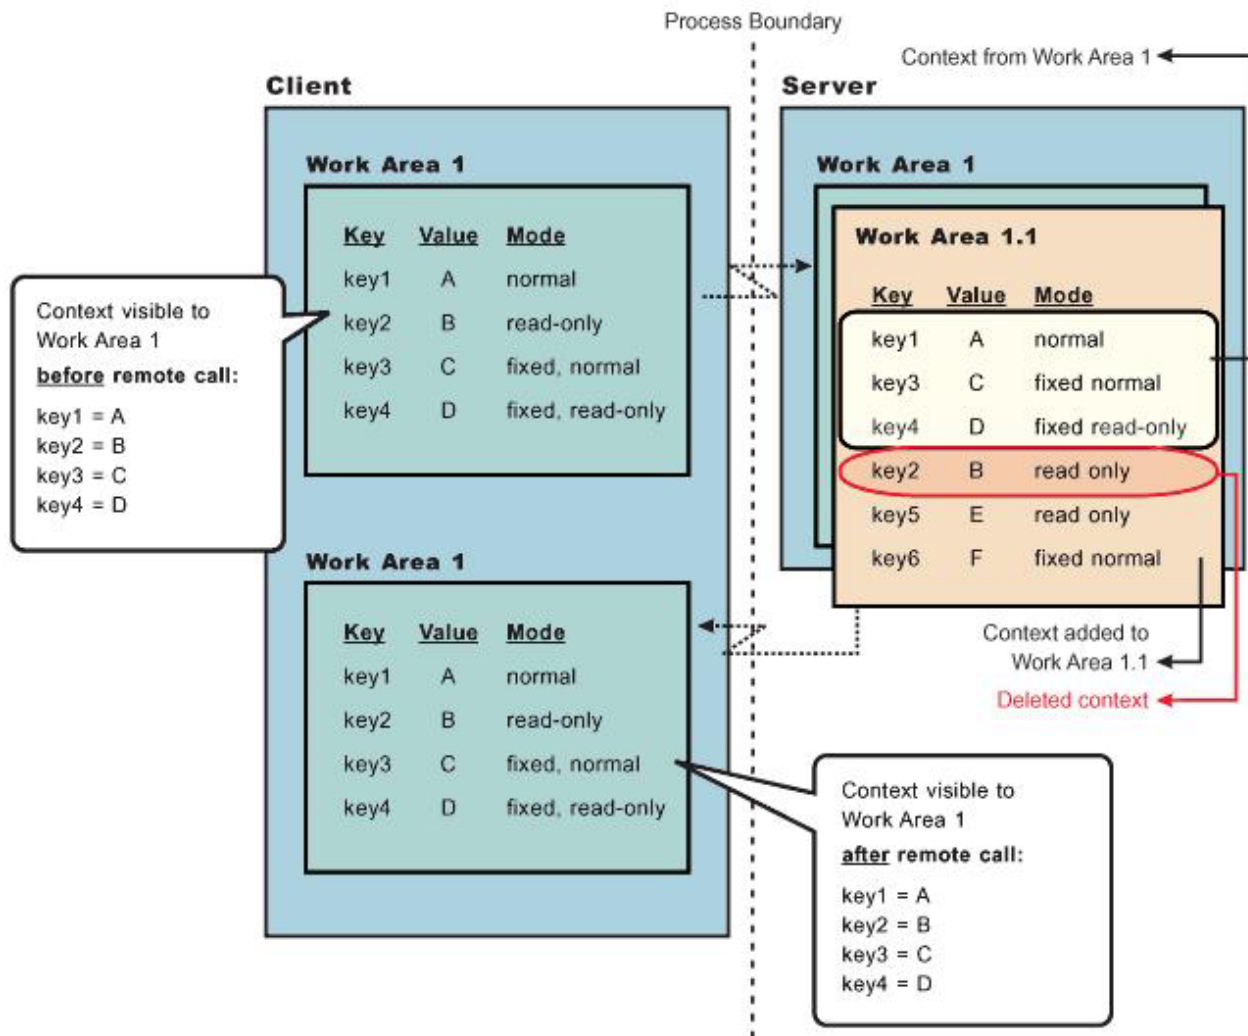 Process Boundary
Context from Work Area 1
Client
Server
Work Area 1
Key Value Mode
key1 A normal
key2 B read-only
key3 C fixed, normal
key4 D fixed, read-only
Context visible to
Work Area 1
before remote call:
key1 = A
key2 = B
key3 = C
key4 = D
Work Area 1
Work Area 1.1
Key Value Mode
key1 A normal
key3 C fixed normal
key4 D fixed read-only
key2 B read only
key5 E read only
key6 F fixed normal
Context added to
Work Area 1.1
Deleted context
Work Area 1
Key Value Mode
key1 A normal
key2 B read-only
key3 C fixed, normal
key4 D fixed, read-only
Context visible to
Work Area 1
after remote call:
key1 = A
key2 = B
key3 = C
key4 = D